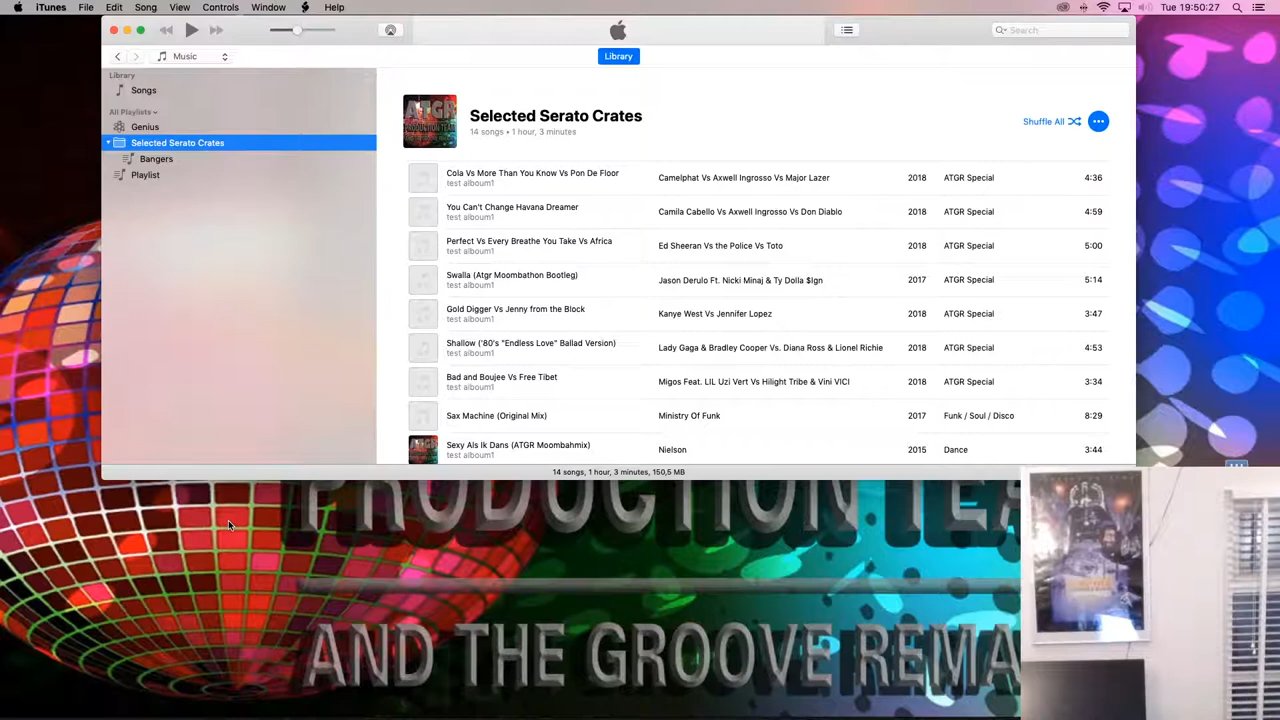 iTunes File Edit Song View Controls Window Help Tue 19:50:27
Search
Music
Library
Library
Songs
All Playlists
Genius
Selected Serato Crates
Bangers
Playlist
ATGR
PRODUCTION TEAM
Selected Serato Crates
14 songs • 1 hour, 3 minutes
Shuffle All
Cola Vs More Than You Know Vs Pon De Floor Camelphat Vs Axwell Ingrosso Vs Major Lazer 2018 ATGR Special 4:36
test alboum1
You Can't Change Havana Dreamer Camila Cabello Vs Axwell Ingrosso Vs Don Diablo 2018 ATGR Special 4:59
test alboum1
Perfect Vs Every Breathe You Take Vs Africa Ed Sheeran Vs the Police Vs Toto 2018 ATGR Special 5:00
test alboum1
Swalla (Atgr Moombathon Bootleg) Jason Derulo Ft. Nicki Minaj & Ty Dolla $Ign 2017 ATGR Special 5:14
test alboum1
Gold Digger Vs Jenny from the Block Kanye West Vs Jennifer Lopez 2018 ATGR Special 3:47
test alboum1
Shallow ('80's "Endless Love" Ballad Version) Lady Gaga & Bradley Cooper Vs. Diana Ross & Lionel Richie 2018 ATGR Special 4:53
test alboum1
Bad and Boujee Vs Free Tibet Migos Feat. LIL Uzi Vert Vs Hilight Tribe & Vini VICI 2018 ATGR Special 3:34
test alboum1
Sax Machine (Original Mix) Ministry Of Funk 2017 Funk / Soul / Disco 8:29
Sexy Als Ik Dans (ATGR Moombahmix) Nielson 2015 Dance 3:44
test alboum1
14 songs, 1 hour, 3 minutes, 150,5 MB
PRODUCTION TEA
AND THE GROOVE REMA